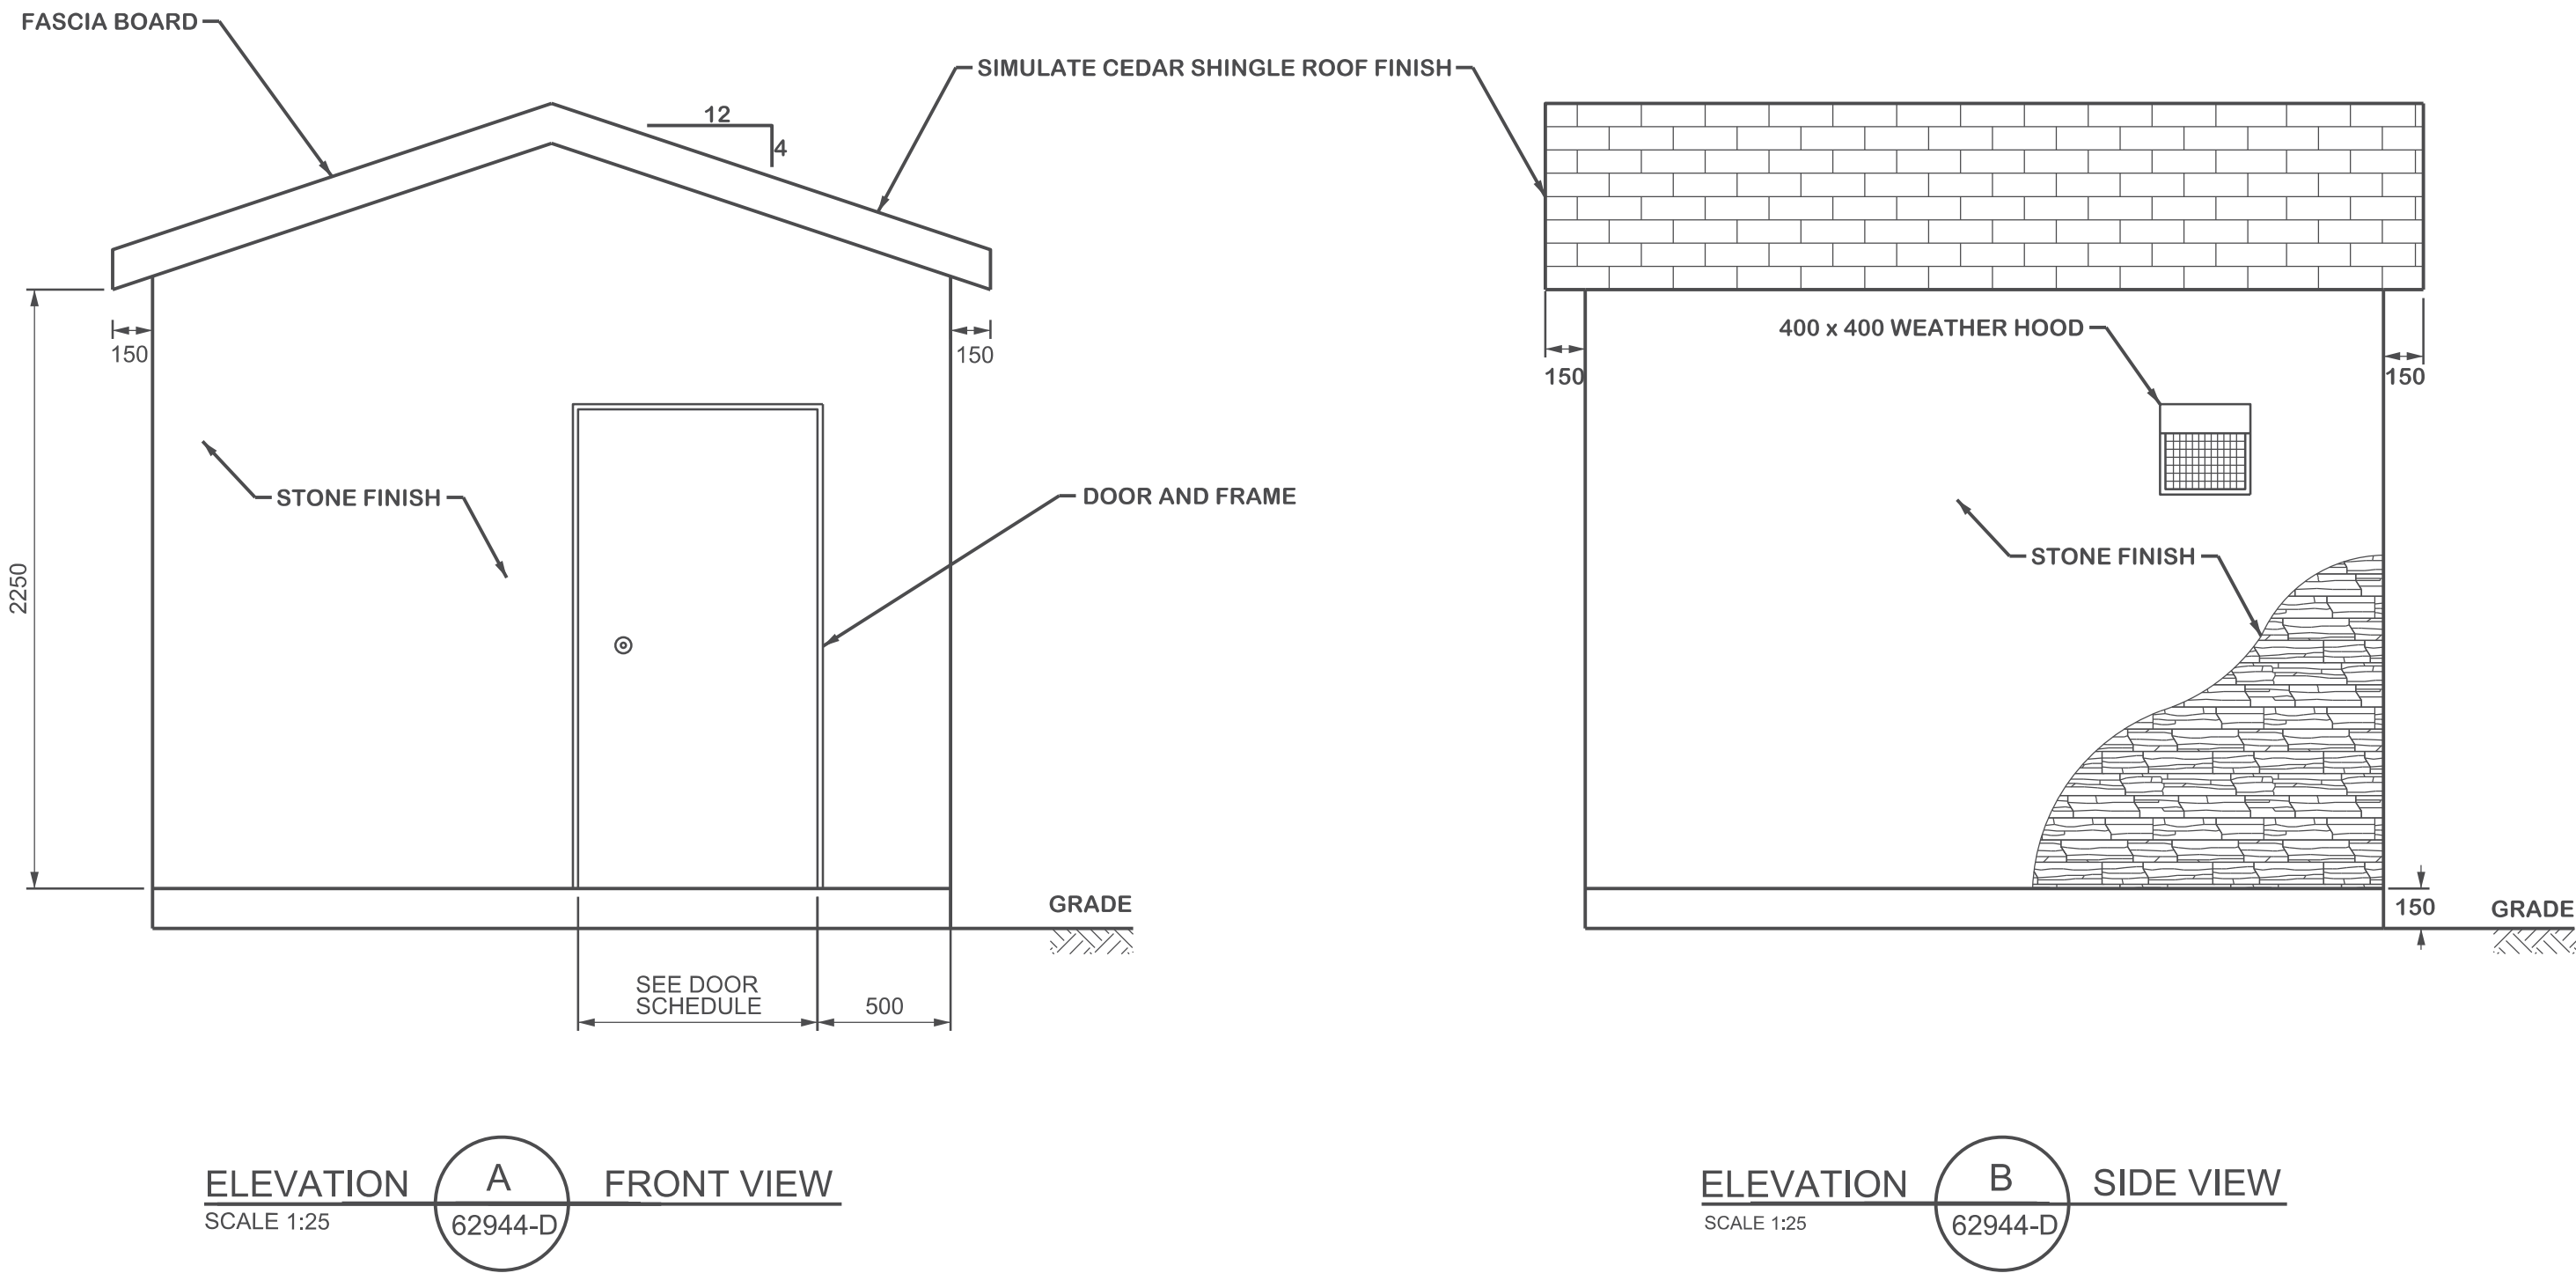 FASCIA BOARD
SIMULATE CEDAR SHINGLE ROOF FINISH
12
4
150
150
400 x 400 WEATHER HOOD
150
150
STONE FINISH
DOOR AND FRAME
STONE FINISH
2250
GRADE
150
GRADE
SEE DOOR
SCHEDULE
500
ELEVATION
A
FRONT VIEW
SCALE 1:25
62944-D
ELEVATION
B
SIDE VIEW
SCALE 1:25
62944-D